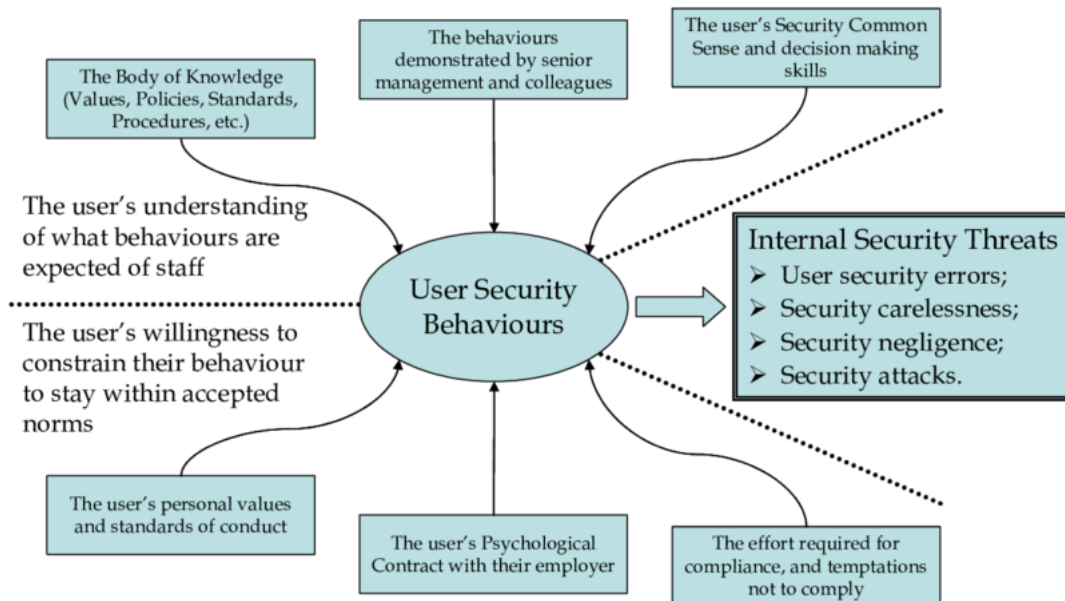 The Body of Knowledge
(Values, Policies, Standards,
Procedures, etc.)
The behaviours
demonstrated by senior
management and colleagues
The user's Security Common
Sense and decision making
skills
The user's understanding
of what behaviours are
expected of staff
User Security
Behaviours
Internal Security Threats
➢ User security errors;
➢ Security carelessness;
➢ Security negligence;
➢ Security attacks.
The user's willingness to
constrain their behaviour
to stay within accepted
norms
The user's personal values
and standards of conduct
The user's Psychological
Contract with their employer
The effort required for
compliance, and temptations
not to comply